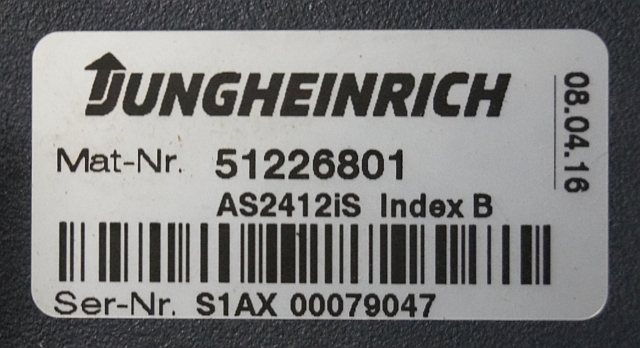 JUNGHEINRICH
Mat-Nr. 51226801
AS2412iS Index B
Ser-Nr. S1AX 00079047
08.04.16